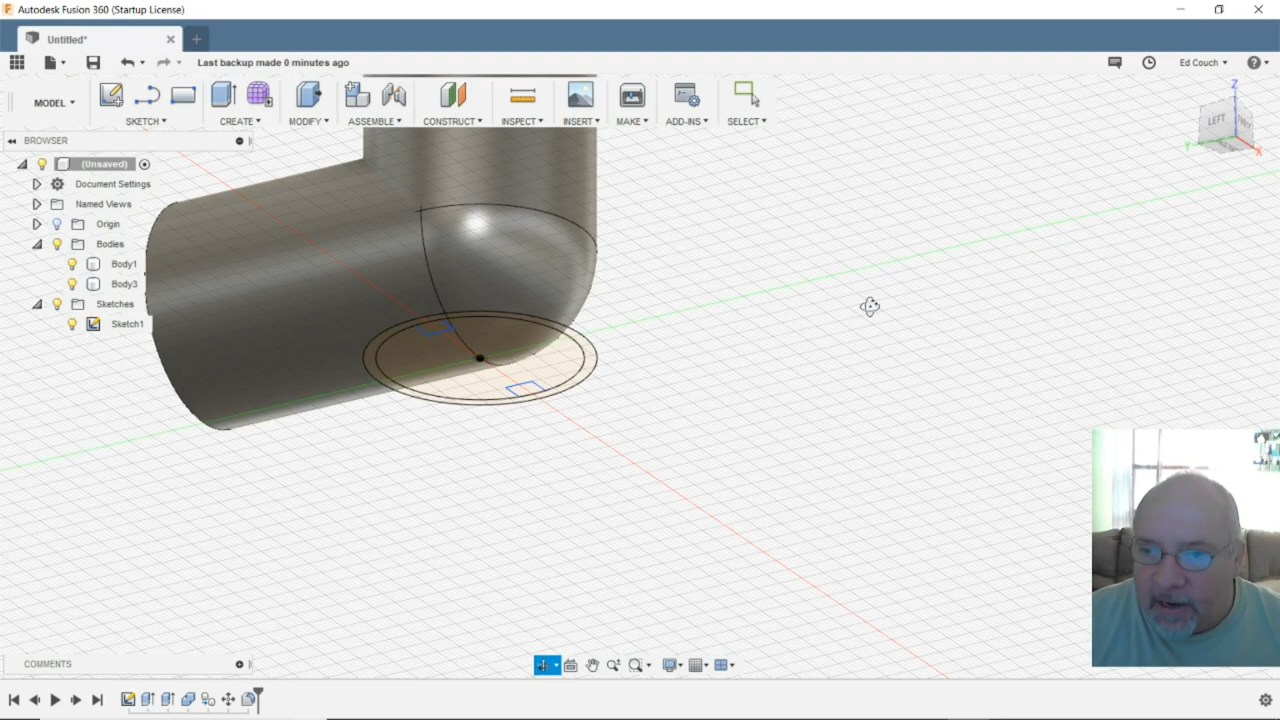 Autodesk Fusion 360 (Startup License)
Untitled*
Last backup made 0 minutes ago
Ed Couch
MODEL
SKETCH
CREATE
MODIFY
ASSEMBLE
CONSTRUCT
INSPECT
INSERT
MAKE
ADD-INS
SELECT
BROWSER
(Unsaved)
Document Settings
Named Views
Origin
Bodies
Body1
Body3
Sketches
Sketch1
Z
LEFT
Y
X
COMMENTS